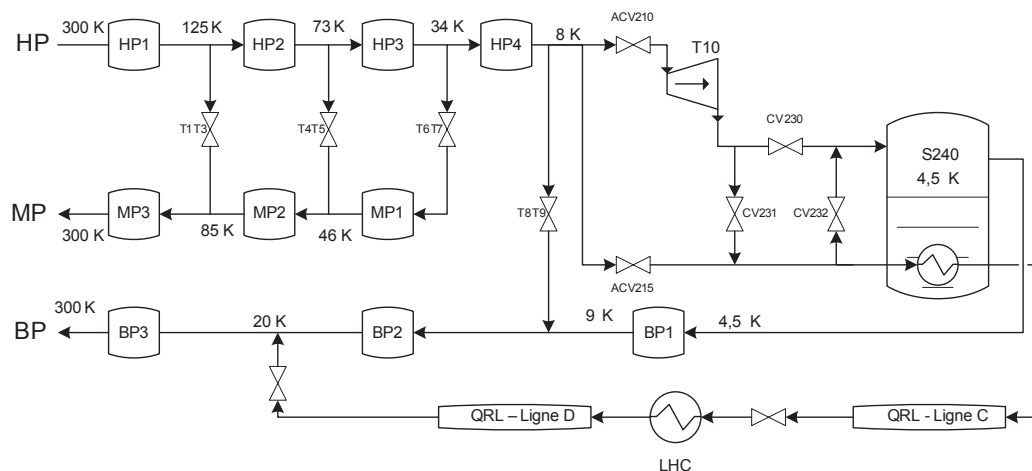 HP 300 K HP1 125 K HP2 73 K HP3 34 K HP4 8 K ACV210
T10
T1T3 T4T5 T6T7 CV230 S240
4,5 K
MP MP3 MP2 MP1 T8T9 CV231 CV232
300 K 85 K 46 K
ACV215
300 K
BP BP3 20 K BP2 9 K BP1 4,5 K
QRL – Ligne D QRL - Ligne C
LHC